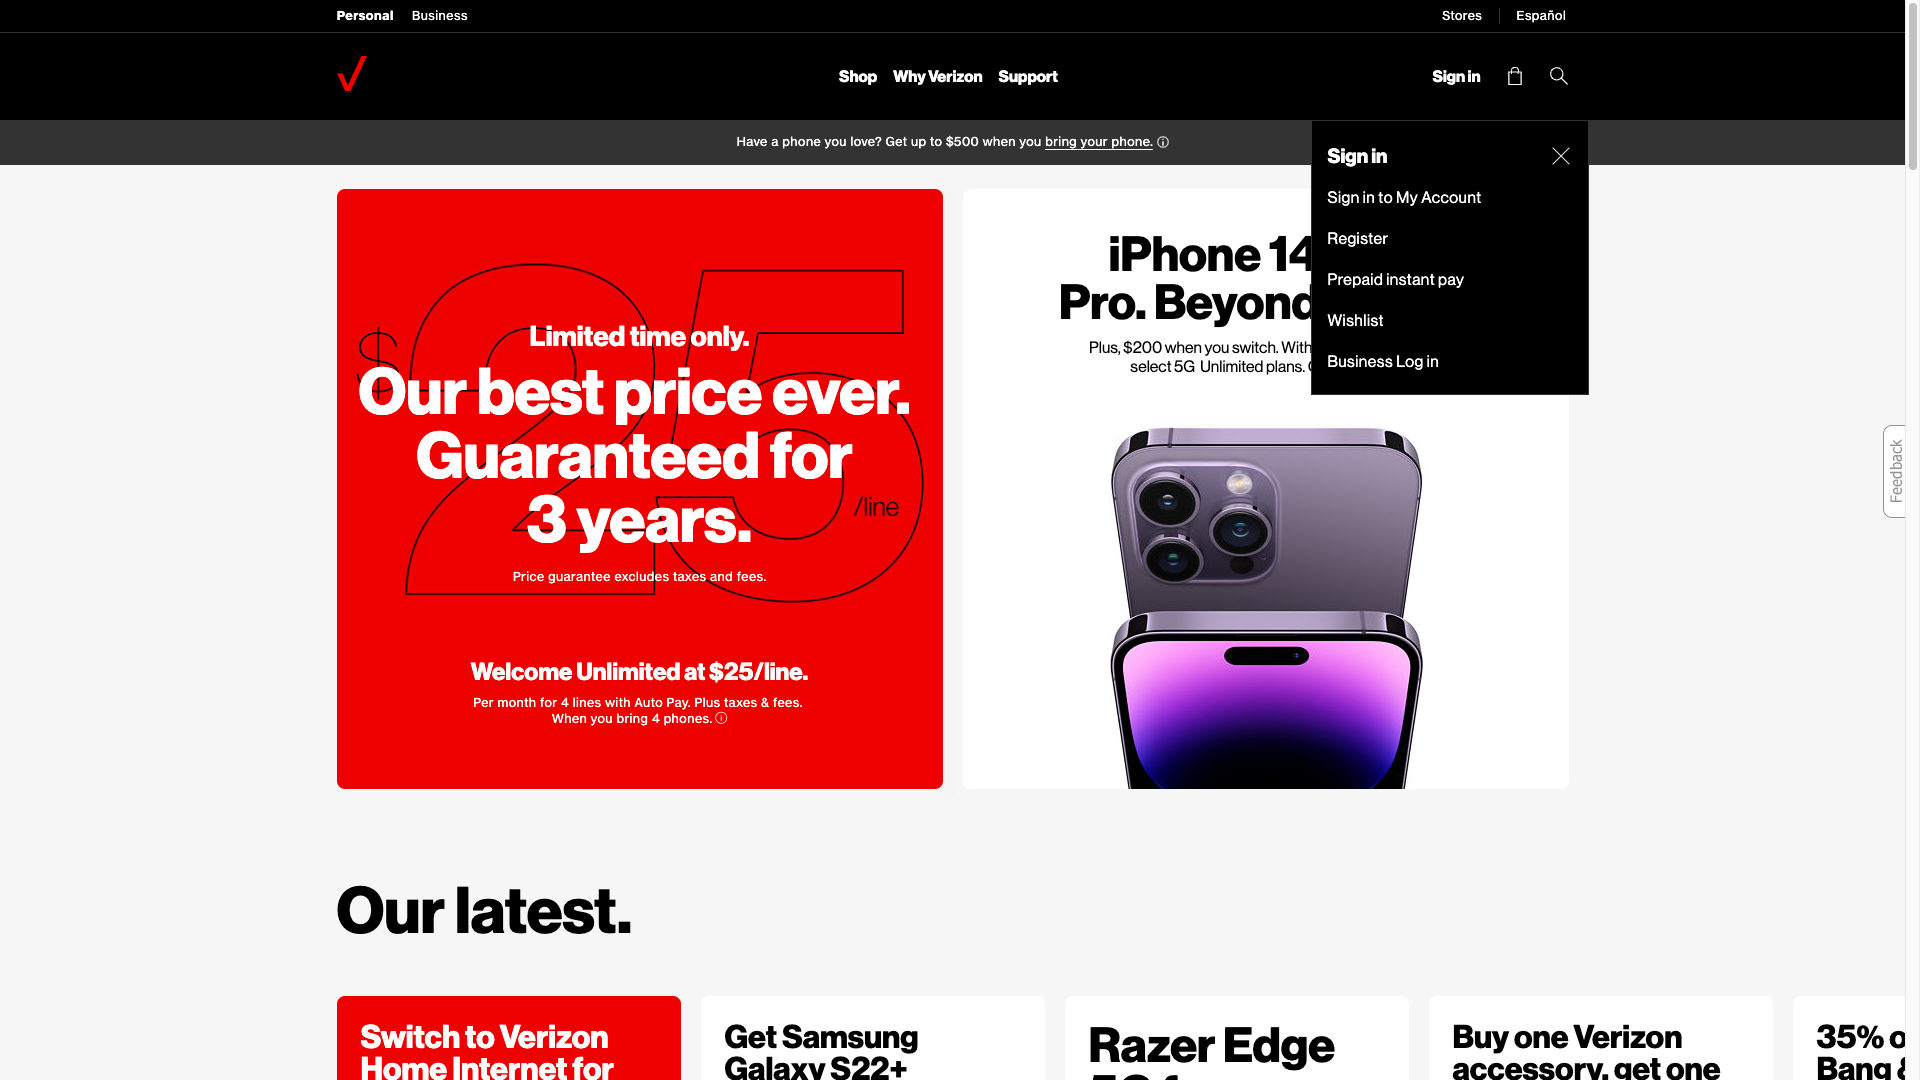 Personal Business
Stores Español
Shop Why Verizon Support
Sign in
Have a phone you love? Get up to $500 when you bring your phone.
Sign in
Sign in to My Account
Register
Prepaid instant pay
Wishlist
Business Log in
$25/line
Limited time only.
Our best price ever.
Guaranteed for
3 years.
Price guarantee excludes taxes and fees.
Welcome Unlimited at $25/line.
Per month for 4 lines with Auto Pay. Plus taxes & fees.
When you bring 4 phones.
iPhone 14
Pro. Beyond
Plus, $200 when you switch. With
select 5G Unlimited plans.
Feedback
Our latest.
Switch to Verizon
Home Internet for
Get Samsung
Galaxy S22+
Razer Edge
Buy one Verizon
accessory, get one
35%
Bang &